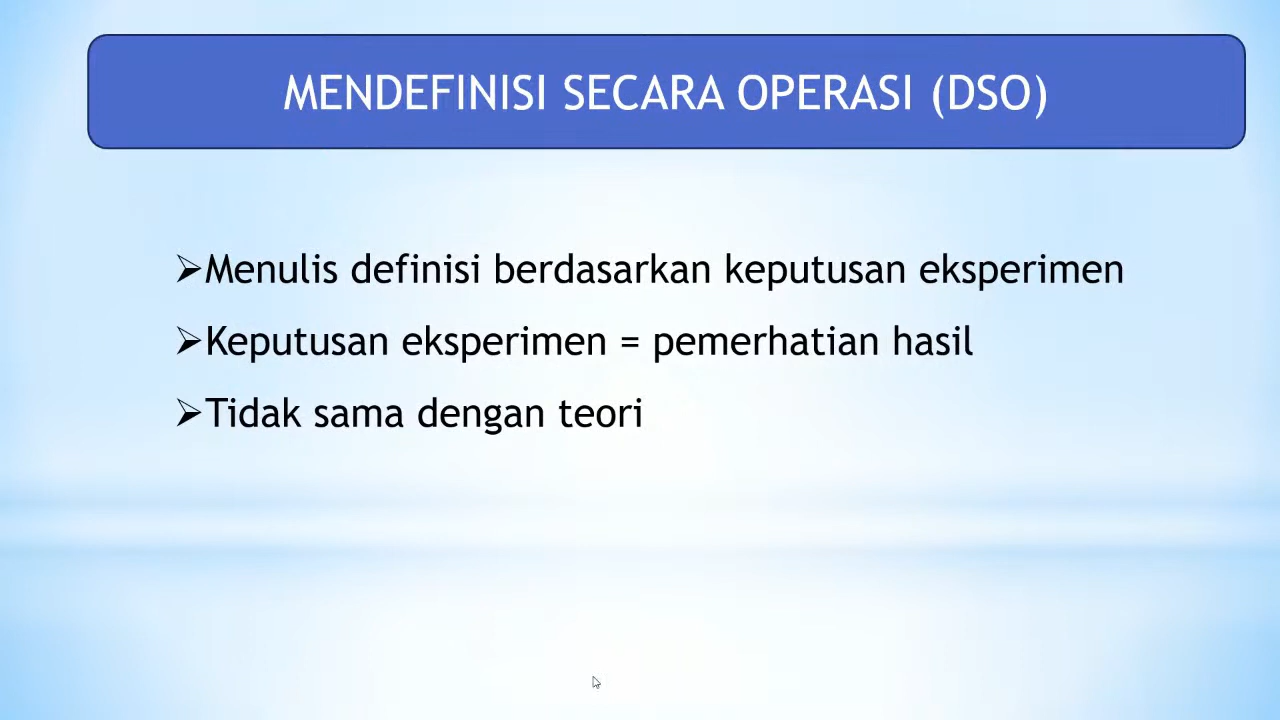 MENDEFINISI SECARA OPERASI (DSO)
➢Menulis definisi berdasarkan keputusan eksperimen
➢Keputusan eksperimen = pemerhatian hasil
➢Tidak sama dengan teori